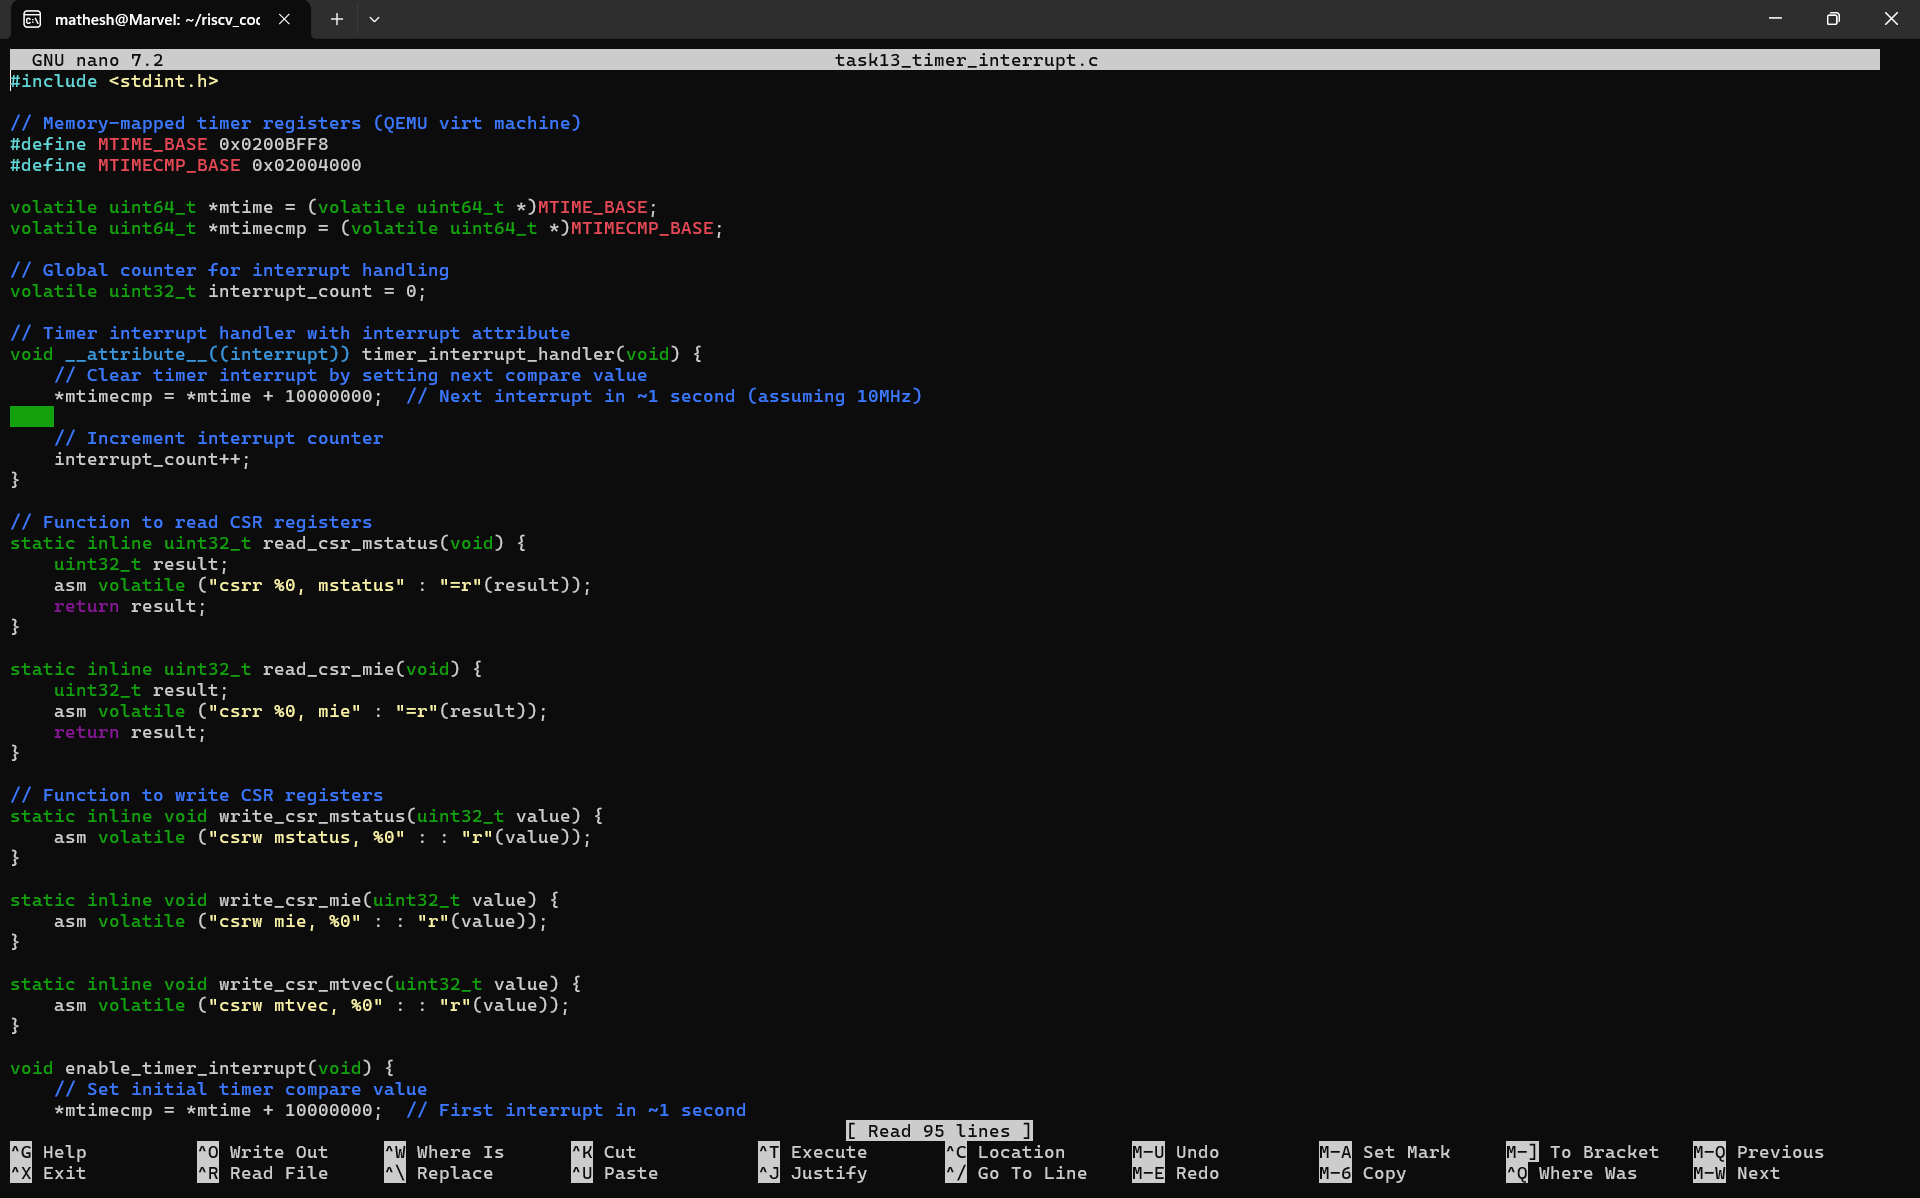 mathesh@Marvel: ~/riscv_coc
GNU nano 7.2 task13_timer_interrupt.c
#include <stdint.h>

// Memory-mapped timer registers (QEMU virt machine)
#define MTIME_BASE 0x0200BFF8
#define MTIMECMP_BASE 0x02004000

volatile uint64_t *mtime = (volatile uint64_t *)MTIME_BASE;
volatile uint64_t *mtimecmp = (volatile uint64_t *)MTIMECMP_BASE;

// Global counter for interrupt handling
volatile uint32_t interrupt_count = 0;

// Timer interrupt handler with interrupt attribute
void __attribute__((interrupt)) timer_interrupt_handler(void) {
    // Clear timer interrupt by setting next compare value
    *mtimecmp = *mtime + 10000000;  // Next interrupt in ~1 second (assuming 10MHz)

    // Increment interrupt counter
    interrupt_count++;
}

// Function to read CSR registers
static inline uint32_t read_csr_mstatus(void) {
    uint32_t result;
    asm volatile ("csrr %0, mstatus" : "=r"(result));
    return result;
}

static inline uint32_t read_csr_mie(void) {
    uint32_t result;
    asm volatile ("csrr %0, mie" : "=r"(result));
    return result;
}

// Function to write CSR registers
static inline void write_csr_mstatus(uint32_t value) {
    asm volatile ("csrw mstatus, %0" : : "r"(value));
}

static inline void write_csr_mie(uint32_t value) {
    asm volatile ("csrw mie, %0" : : "r"(value));
}

static inline void write_csr_mtvec(uint32_t value) {
    asm volatile ("csrw mtvec, %0" : : "r"(value));
}

void enable_timer_interrupt(void) {
    // Set initial timer compare value
    *mtimecmp = *mtime + 10000000;  // First interrupt in ~1 second
[ Read 95 lines ]
^G Help ^O Write Out ^W Where Is ^K Cut ^T Execute ^C Location M-U Undo M-A Set Mark M-] To Bracket M-Q Previous
^X Exit ^R Read File ^\ Replace ^U Paste ^J Justify ^/ Go To Line M-E Redo M-6 Copy ^Q Where Was M-W Next